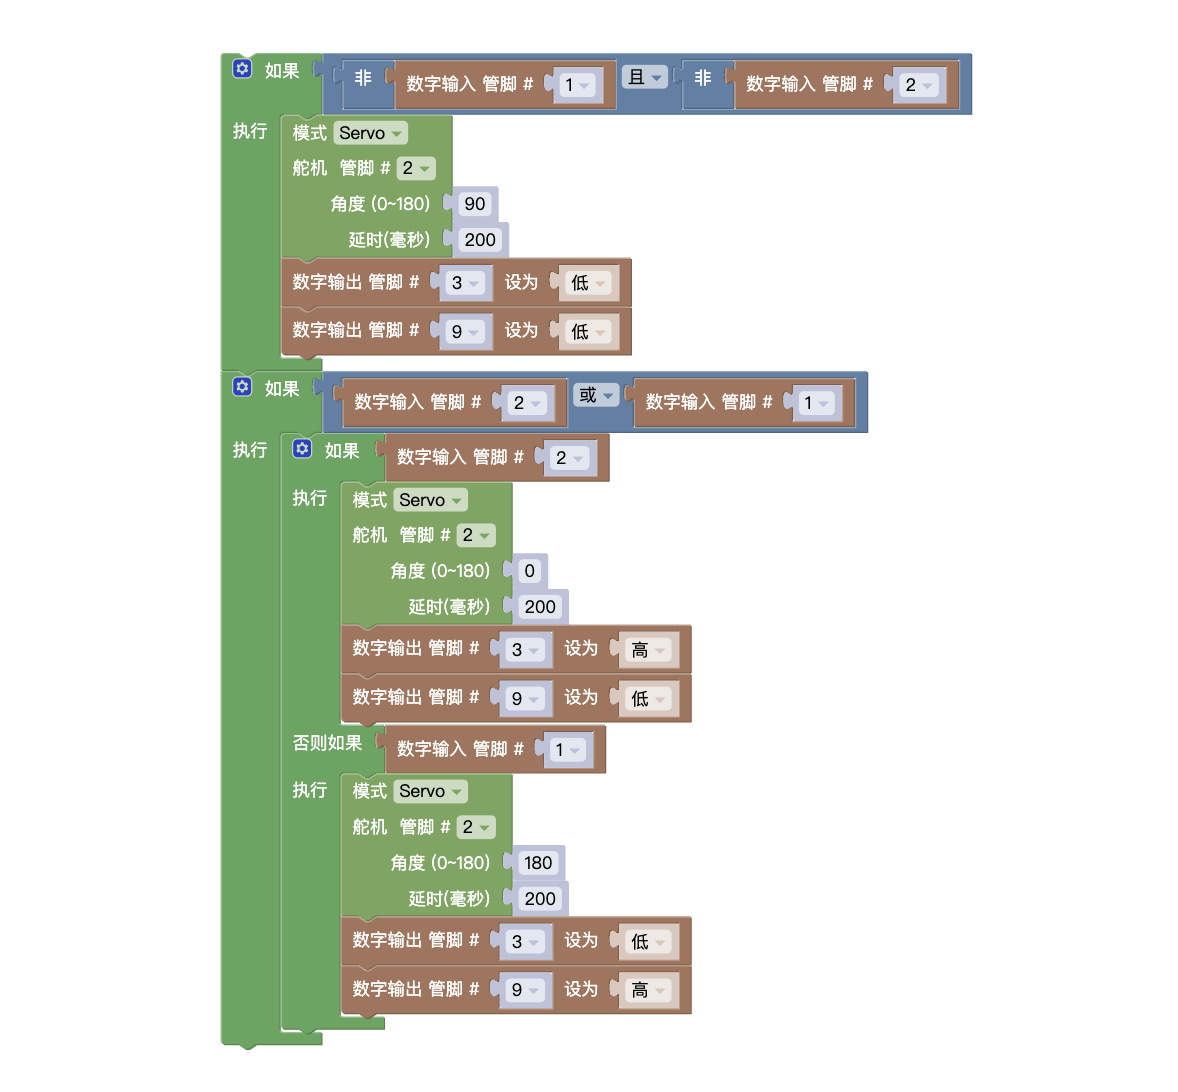 如果 非 数字输入 管脚 # 1 且 非 数字输入 管脚 # 2
执行 模式 Servo
舵机 管脚 # 2
角度 (0~180) 90
延时(毫秒) 200
数字输出 管脚 # 3 设为 低
数字输出 管脚 # 9 设为 低
如果 数字输入 管脚 # 2 或 数字输入 管脚 # 1
执行 如果 数字输入 管脚 # 2
执行 模式 Servo
舵机 管脚 # 2
角度 (0~180) 0
延时(毫秒) 200
数字输出 管脚 # 3 设为 高
数字输出 管脚 # 9 设为 低
否则如果 数字输入 管脚 # 1
执行 模式 Servo
舵机 管脚 # 2
角度 (0~180) 180
延时(毫秒) 200
数字输出 管脚 # 3 设为 低
数字输出 管脚 # 9 设为 高